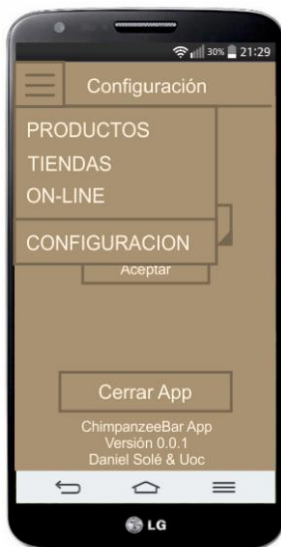 30% 21:29
Configuración
PRODUCTOS
TIENDAS
ON-LINE
CONFIGURACION
Aceptar
Cerrar App
ChimpanzeeBar App
Versión 0.0.1
Daniel Solé & Uoc
LG